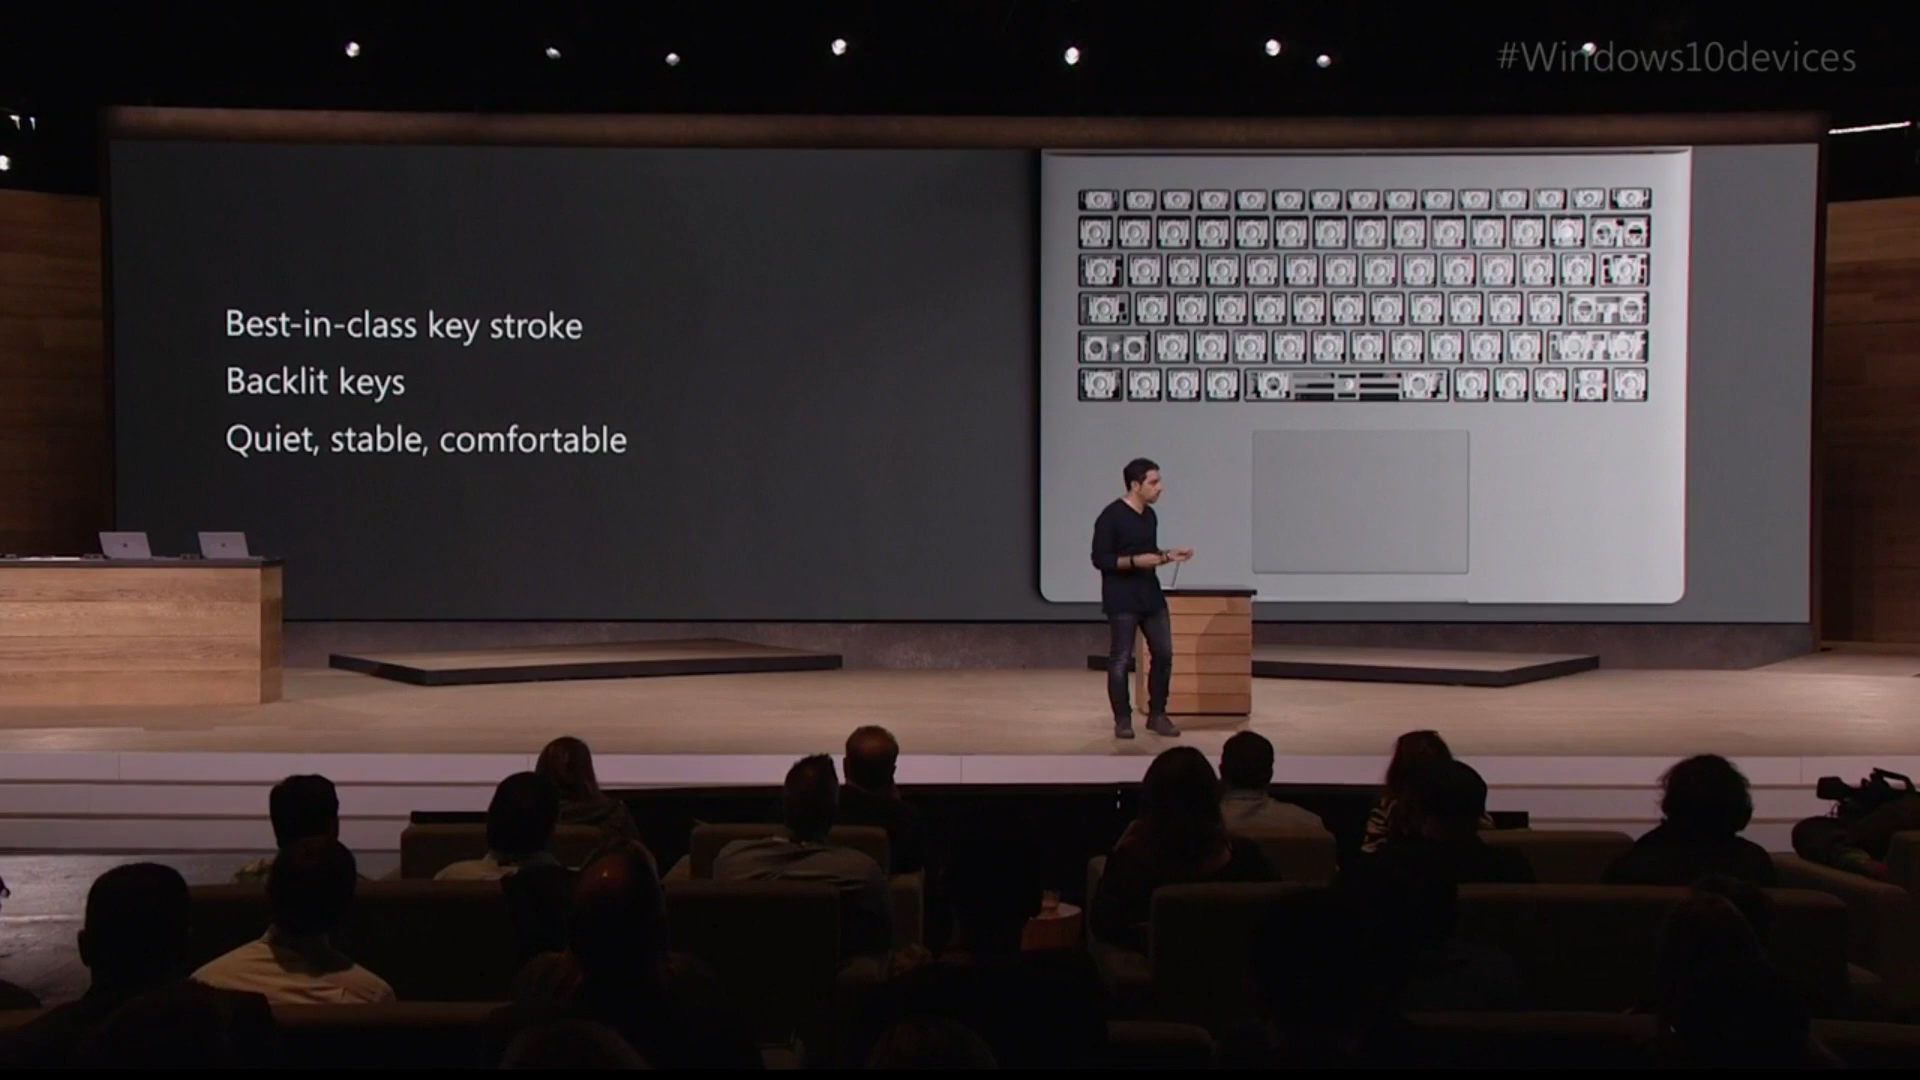 #Windows10devices
Best-in-class key stroke
Backlit keys
Quiet, stable, comfortable